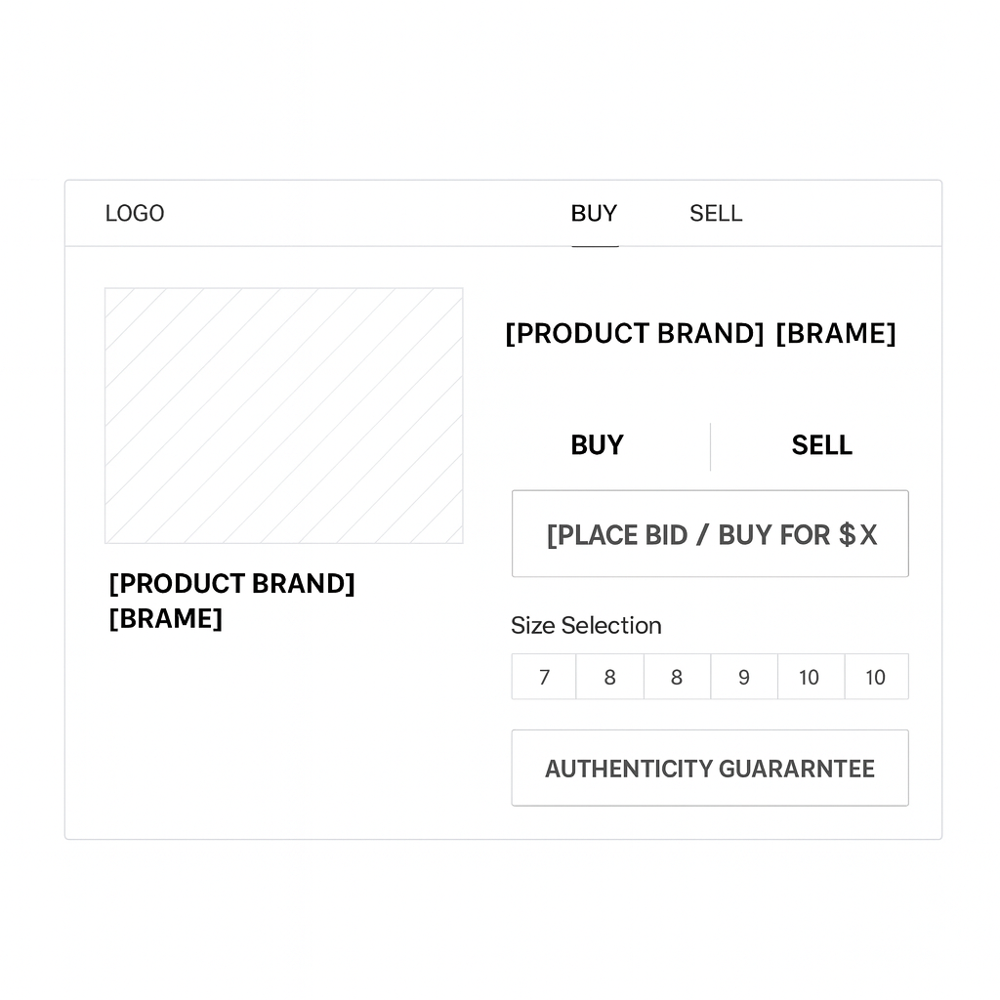 LOGO
BUY
SELL
[PRODUCT BRAND]
[BRAME]
[PRODUCT BRAND] [BRAME]
BUY
SELL
[PLACE BID / BUY FOR $X
Size Selection
7 8 8 9 10 10
AUTHENTICITY GUARARNTEE